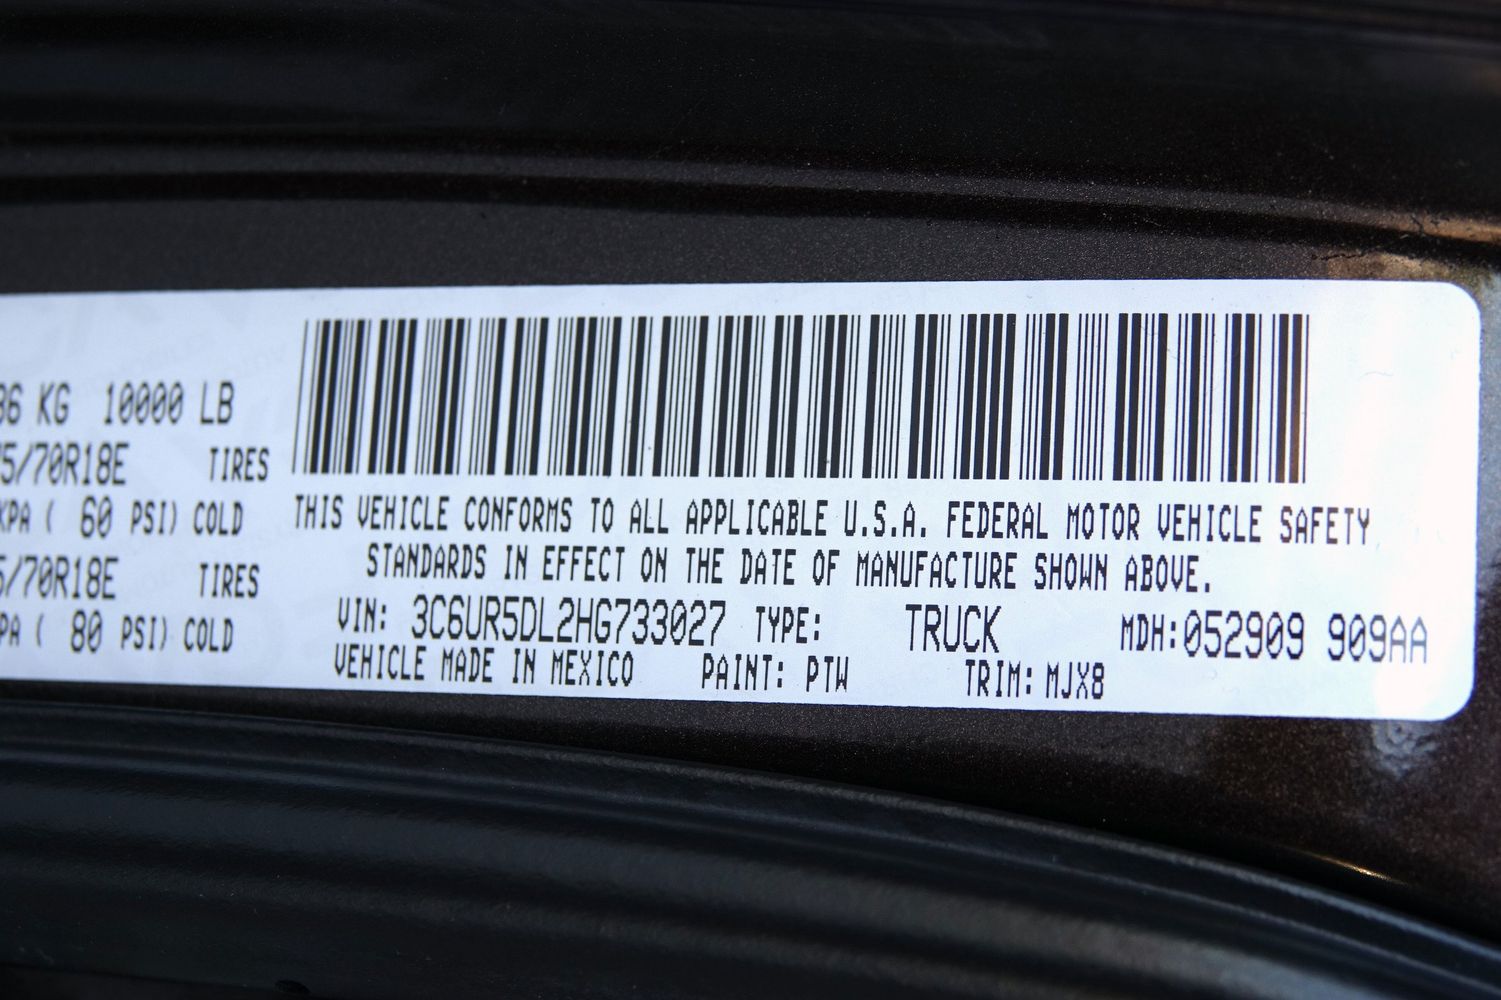 36 KG 10000 LB
5/70R18E TIRES
KPA ( 60 PSI) COLD
5/70R18E TIRES
PA ( 80 PSI) COLD
THIS VEHICLE CONFORMS TO ALL APPLICABLE U.S.A. FEDERAL MOTOR VEHICLE SAFETY
STANDARDS IN EFFECT ON THE DATE OF MANUFACTURE SHOWN ABOVE.
VIN: 3C6UR5DL2HG733027 TYPE: TRUCK MDH:052909 909AA
VEHICLE MADE IN MEXICO PAINT: PTW TRIM: MJX8